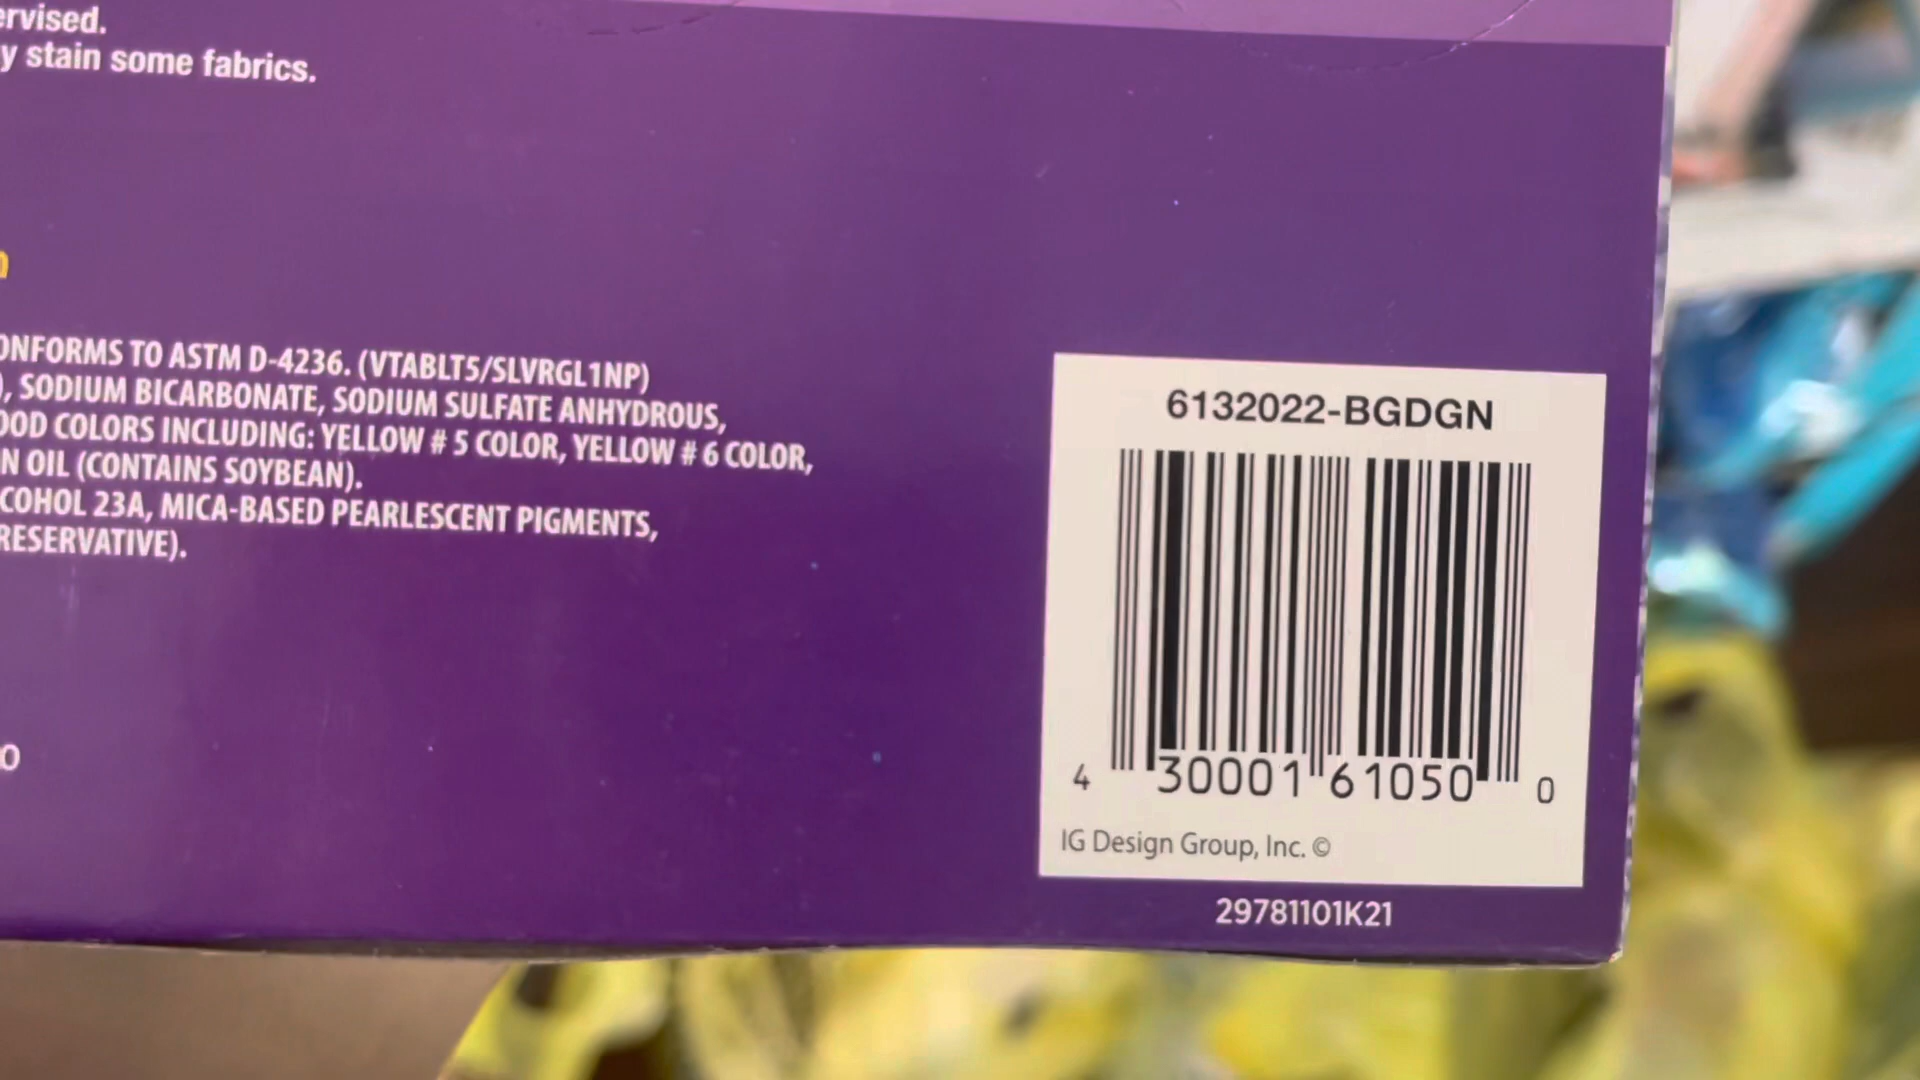 ervised.
y stain some fabrics.
ONFORMS TO ASTM D-4236. (VTABLT5/SLVRGL1NP)
), SODIUM BICARBONATE, SODIUM SULFATE ANHYDROUS,
OOD COLORS INCLUDING: YELLOW # 5 COLOR, YELLOW # 6 COLOR,
N OIL (CONTAINS SOYBEAN).
COHOL 23A, MICA-BASED PEARLESCENT PIGMENTS,
RESERVATIVE).
6132022-BGDGN
4 30001 61050 0
IG Design Group, Inc. ©
29781101K21